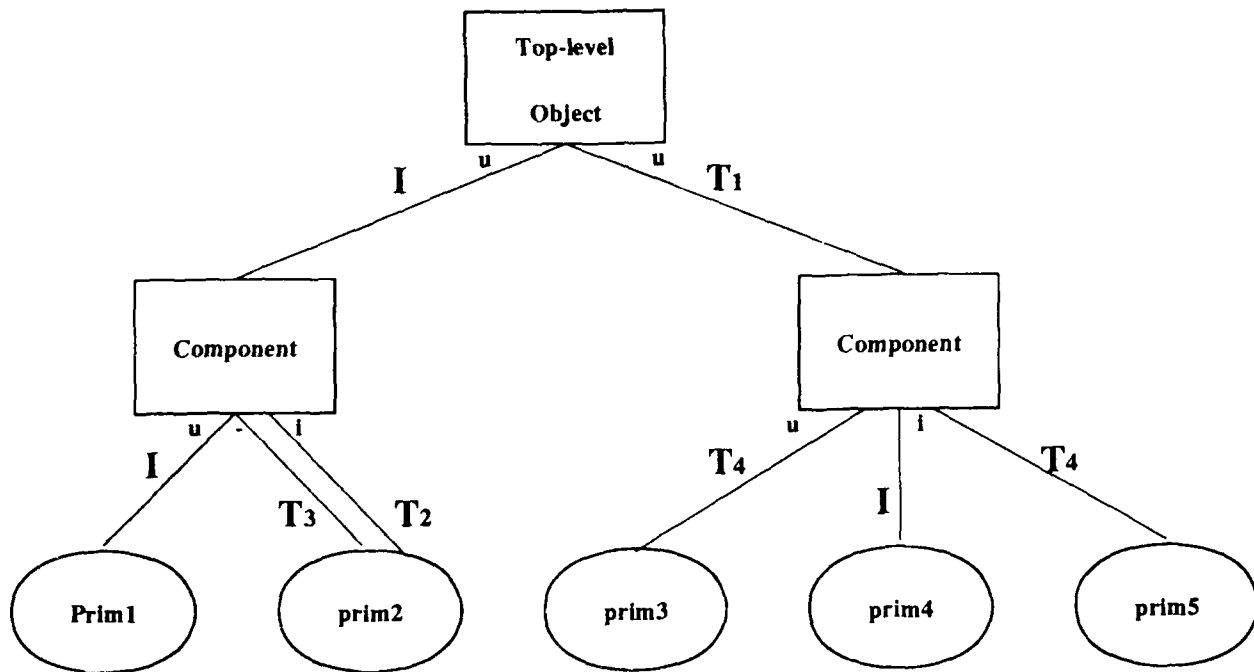 Top-level
Object
u u
I T1
Component Component
u - i u i
I T3 T2 T4 I T4
Prim1 prim2 prim3 prim4 prim5